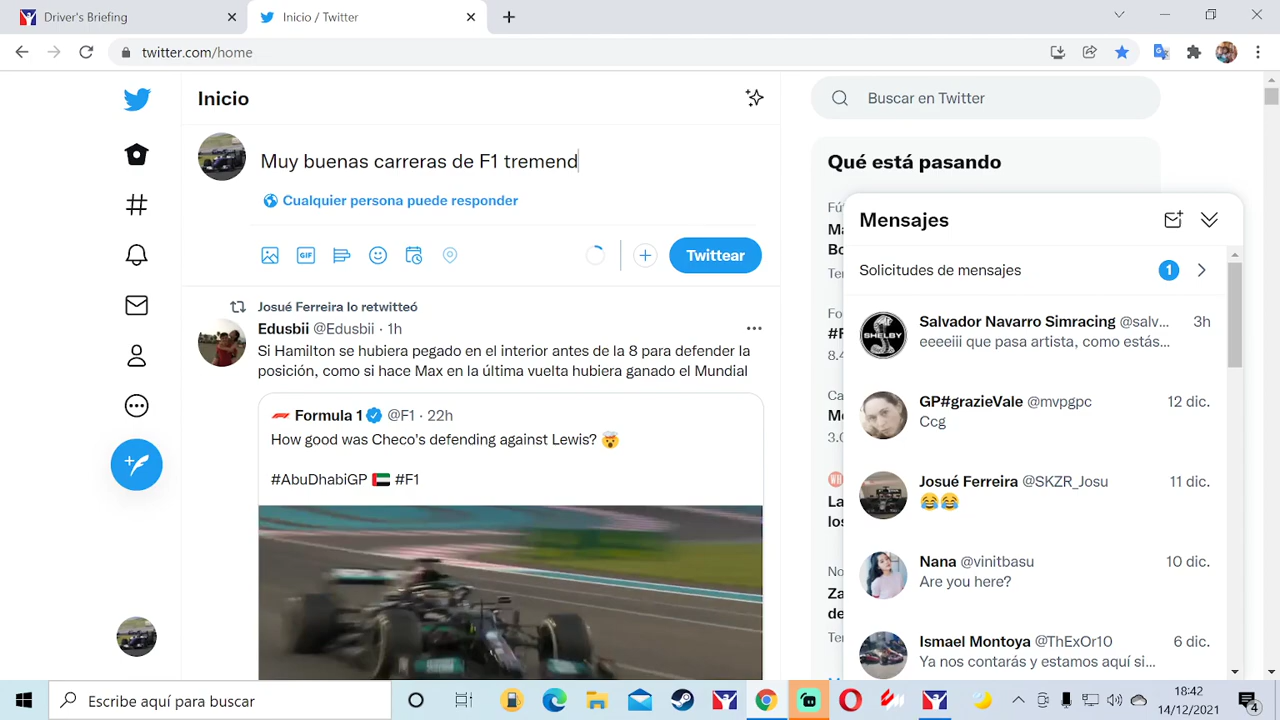 Driver's Briefing
Inicio / Twitter
twitter.com/home
Inicio
Muy buenas carreras de F1 tremend
Cualquier persona puede responder
GIF
Twittear
Josué Ferreira lo retwitteó
Edusbii @Edusbii · 1h
Si Hamilton se hubiera pegado en el interior antes de la 8 para defender la
posición, como si hace Max en la última vuelta hubiera ganado el Mundial
Formula 1 @F1 · 22h
How good was Checo's defending against Lewis? 🤯
#AbuDhabiGP 🇦🇪 #F1
Buscar en Twitter
Qué está pasando
Mensajes
Solicitudes de mensajes 1
SHELBY
Salvador Navarro Simracing @salv... 3h
eeeeiii que pasa artista, como estás...
GP#grazieVale @mvpgpc 12 dic.
Ccg
Josué Ferreira @SKZR_Josu 11 dic.
😂😂
Nana @vinitbasu 10 dic.
Are you here?
Ismael Montoya @ThExOr10 6 dic.
Ya nos contarás y estamos aquí si...
Escribe aquí para buscar
18:42
14/12/2021
4